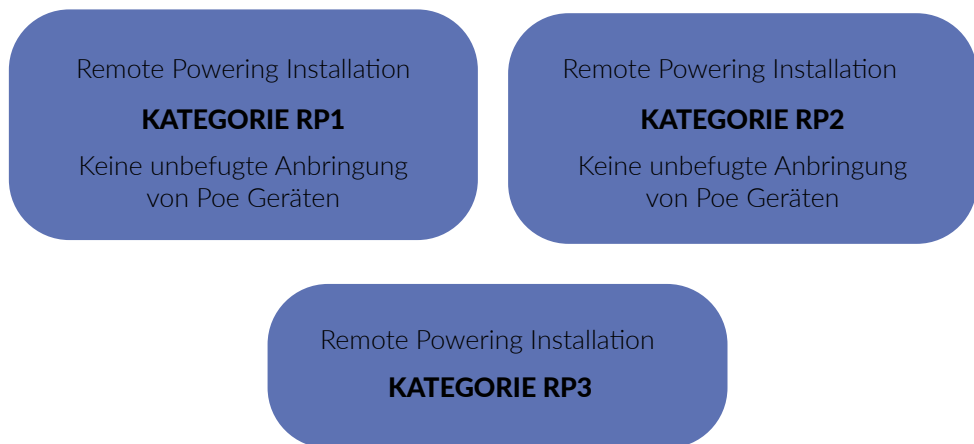 Remote Powering Installation
KATEGORIE RP1
Keine unbefugte Anbringung
von Poe Geräten
Remote Powering Installation
KATEGORIE RP2
Keine unbefugte Anbringung
von Poe Geräten
Remote Powering Installation
KATEGORIE RP3